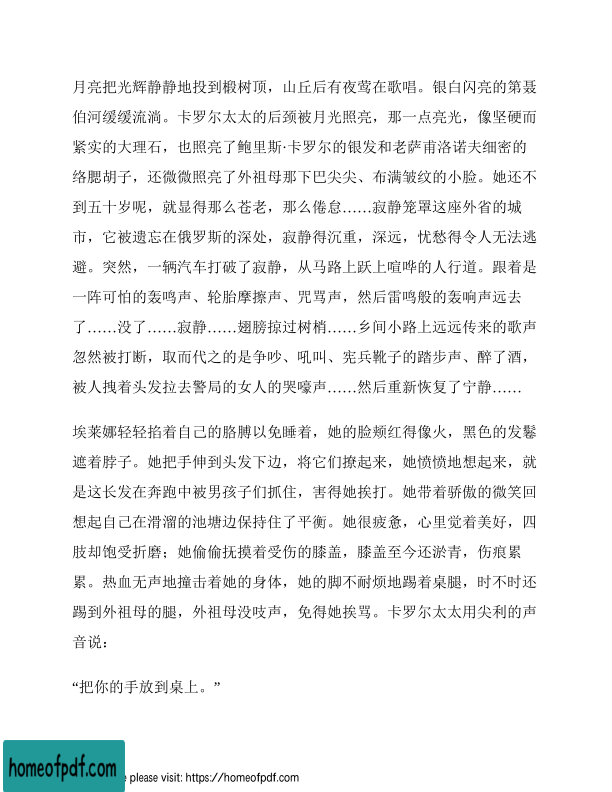 月亮把光辉静静地投到椴树顶，山丘后有夜莺在歌唱。银白闪亮的第聂
伯河缓缓流淌。卡罗尔太太的后颈被月光照亮，那一点亮光，像坚硬而
紧实的大理石，也照亮了鲍里斯·卡罗尔的银发和老萨甫洛诺夫细密的
络腮胡子，还微微照亮了外祖母那下巴尖尖、布满皱纹的小脸。她还不
到五十岁呢，就显得那么苍老，那么倦怠……寂静笼罩这座外省的城
市，它被遗忘在俄罗斯的深处，寂静得沉重，深远，忧愁得令人无法逃
避。突然，一辆汽车打破了寂静，从马路上跃上喧哗的人行道。跟着是
一阵可怕的轰鸣声、轮胎摩擦声、咒骂声，然后雷鸣般的轰响声远去
了……没了……寂静……翅膀掠过树梢……乡间小路上远远传来的歌声
忽然被打断，取而代之的是争吵、吼叫、宪兵靴子的踏步声、醉了酒，
被人拽着头发拉去警局的女人的哭嚎声……然后重新恢复了宁静……
埃莱娜轻轻掐着自己的胳膊以免睡着，她的脸颊红得像火，黑色的发鬈
遮着脖子。她把手伸到头发下边，将它们撩起来，她愤愤地想起来，就
是这长发在奔跑中被男孩子们抓住，害得她挨打。她带着骄傲的微笑回
想起自己在滑溜的池塘边保持住了平衡。她很疲惫，心里觉着美好，四
肢却饱受折磨；她偷偷抚摸着受伤的膝盖，膝盖至今还淤青，伤痕累
累。热血无声地撞击着她的身体，她的脚不耐烦地踢着桌腿，时不时还
踢到外祖母的腿，外祖母没吱声，免得她挨骂。卡罗尔太太用尖利的声
音说：
“把你的手放到桌上。”
homeofpdf.com
e please visit: https://homeofpdf.com